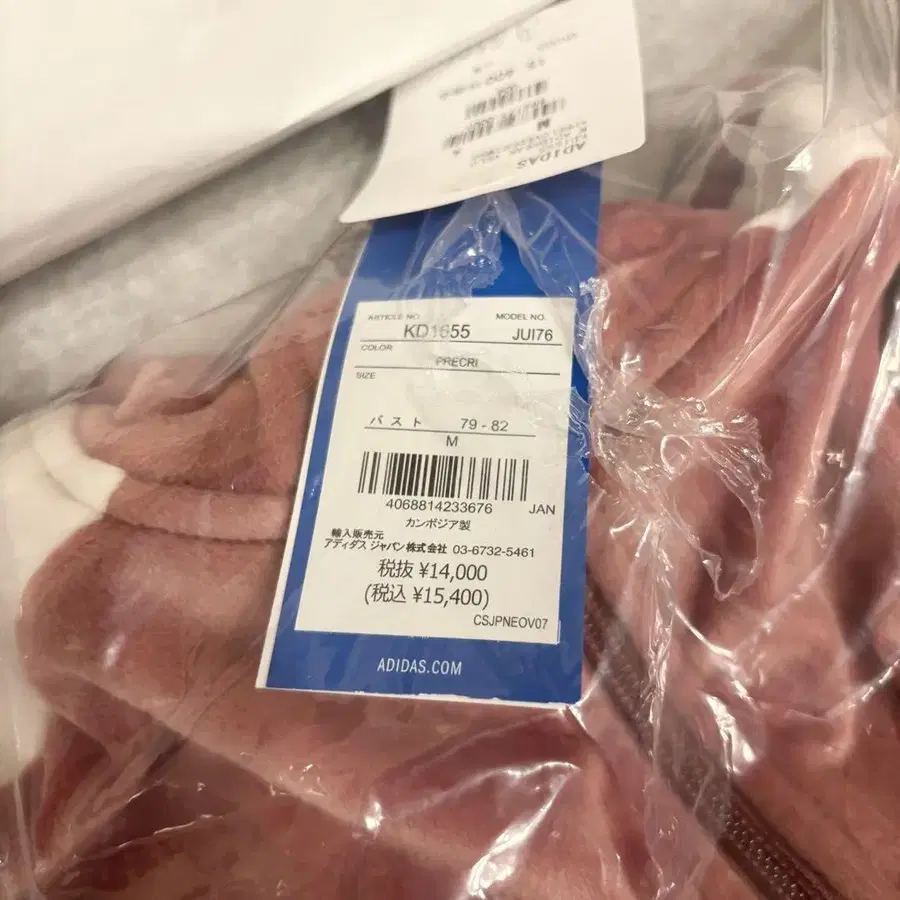 ADIDAS
M
ARTICLE NO. MODEL NO.
KD1655 JUI76
COLOR
PRECRI
SIZE
バスト 79 - 82
M
4068814233676 JAN
カンボジア製
輸入販売元
アディダス ジャパン株式会社 03-6732-5461
税抜 ¥14,000
(税込 ¥15,400)
CSJPNEOV07
ADIDAS.COM